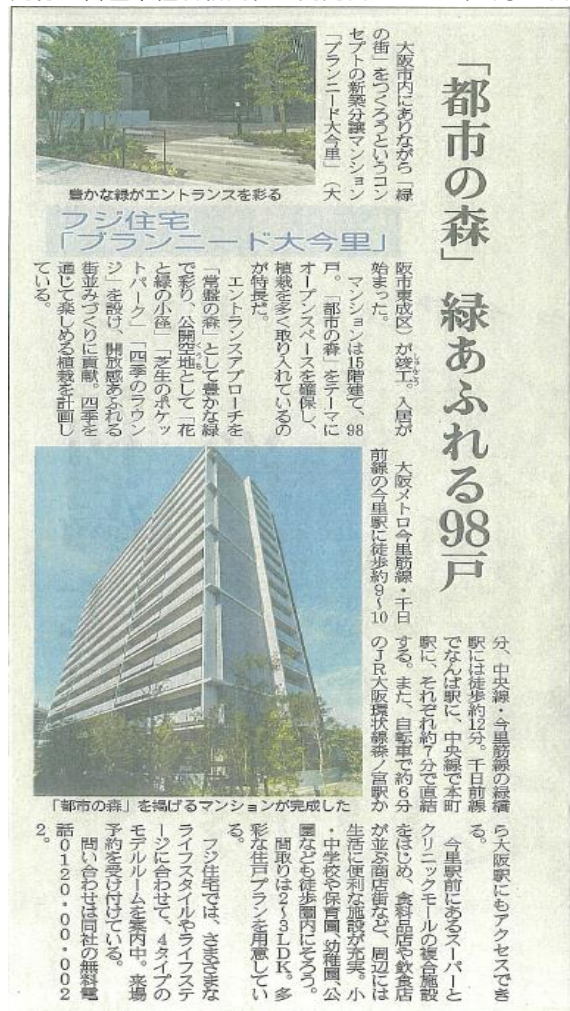 「都市の森」緑あふれる98戸
フジ住宅
「ブランニード大今里」
大阪市内にありながら「緑
の街」をつくろうというコン
セプトの新築分譲マンション
「ブランニード大今里」(大
阪市東成区)が竣工。入居が
しゅんこう
始まった。
マンションは15階建て、98
戸。「都市の森」をテーマに
オープンスペースを確保し、
植栽を多く取り入れているの
が特長だ。
エントランスアプローチを
「常盤の森」として豊かな緑
で彩り、公開空地として「花
くうち
と緑の小径」「芝生のポケッ
トパーク」「四季のラウン
ジ」を設け、開放感あふれる
街並みづくりに貢献。四季を
通じて楽しめる植栽を計画し
ている。
大阪メトロ今里筋線・千日
前線の今里駅に徒歩約9~10
分、中央線・今里筋線の緑橋
駅には徒歩約12分。千日前線
でなんば駅に、中央線で本町
駅に、それぞれ約7分で直結
する。また、自転車で約6分
のJR大阪環状線森ノ宮駅か
ら大阪駅にもアクセスでき
る。
今里駅前にあるスーパーと
クリニックモールの複合施設
をはじめ、食料品店や飲食店
が並ぶ商店街など、周辺には
生活に便利な施設が充実。小
・中学校や保育園、幼稚園、公
園なども徒歩圏内にそろう。
間取りは2~3LDK。多
彩な住戸プランを用意してい
る。
フジ住宅では、さまざまな
ライフスタイルやライフステ
ージに合わせて、4タイプの
モデルルームを案内中。来場
予約を受け付けている。
問い合わせは同社の無料電
話0120・00・002
2。
豊かな緑がエントランスを彩る
「都市の森」を掲げるマンションが完成した